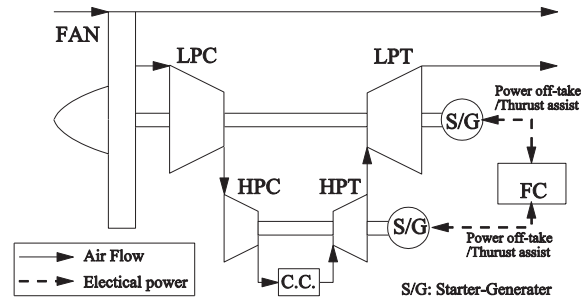 FAN
LPC
LPT
Power off-take
/Thurust assist
S/G
FC
HPC
HPT
S/G
Power off-take
/Thurust assist
C.C.
Air Flow
Electical power
S/G: Starter-Generater